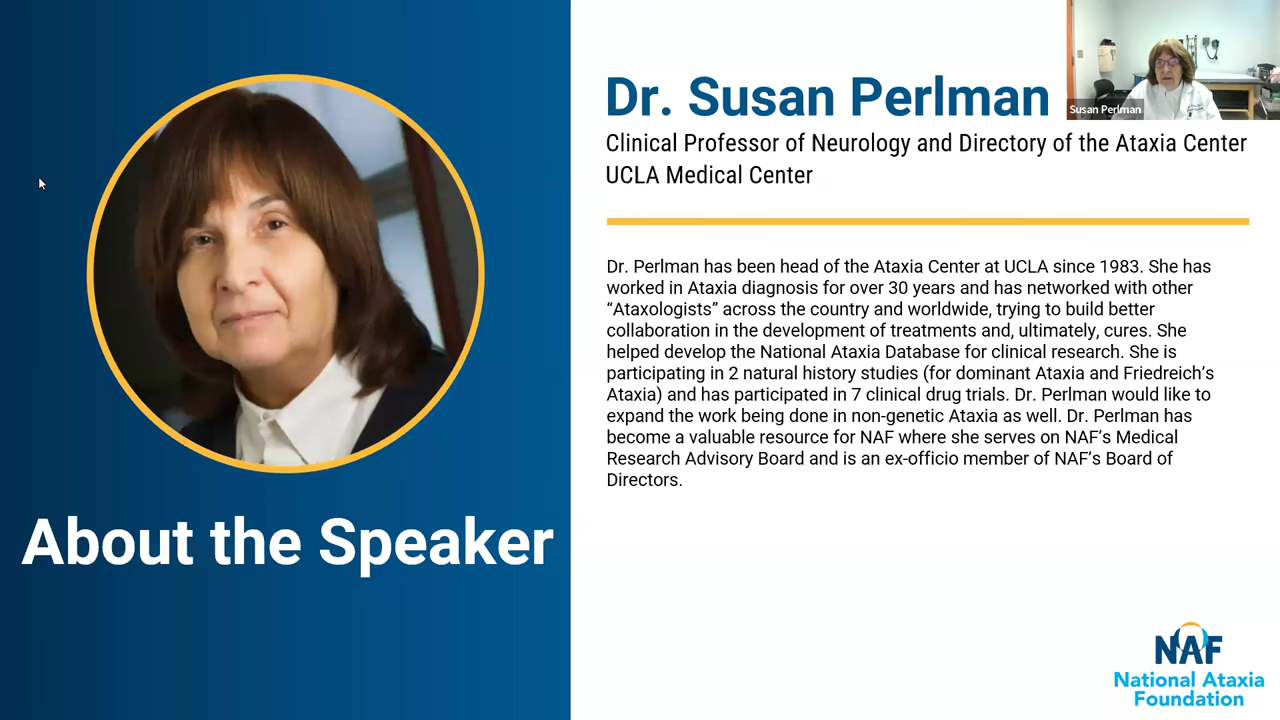 Dr. Susan Perlman
Susan Perlman
Clinical Professor of Neurology and Directory of the Ataxia Center
UCLA Medical Center
Dr. Perlman has been head of the Ataxia Center at UCLA since 1983. She has
worked in Ataxia diagnosis for over 30 years and has networked with other
“Ataxologists” across the country and worldwide, trying to build better
collaboration in the development of treatments and, ultimately, cures. She
helped develop the National Ataxia Database for clinical research. She is
participating in 2 natural history studies (for dominant Ataxia and Friedreich’s
Ataxia) and has participated in 7 clinical drug trials. Dr. Perlman would like to
expand the work being done in non-genetic Ataxia as well. Dr. Perlman has
become a valuable resource for NAF where she serves on NAF’s Medical
Research Advisory Board and is an ex-officio member of NAF’s Board of
Directors.
About the Speaker
NAF
National Ataxia
Foundation